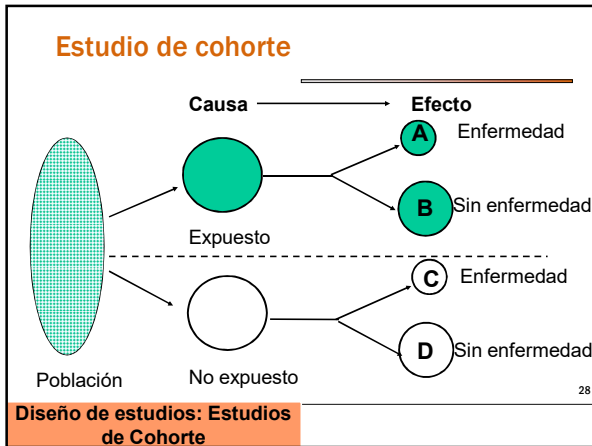 Estudio de cohorte
Causa
Efecto
A
Enfermedad
B
Sin enfermedad
Expuesto
C
Enfermedad
D
Sin enfermedad
Población
No expuesto
28
Diseño de estudios: Estudios
de Cohorte